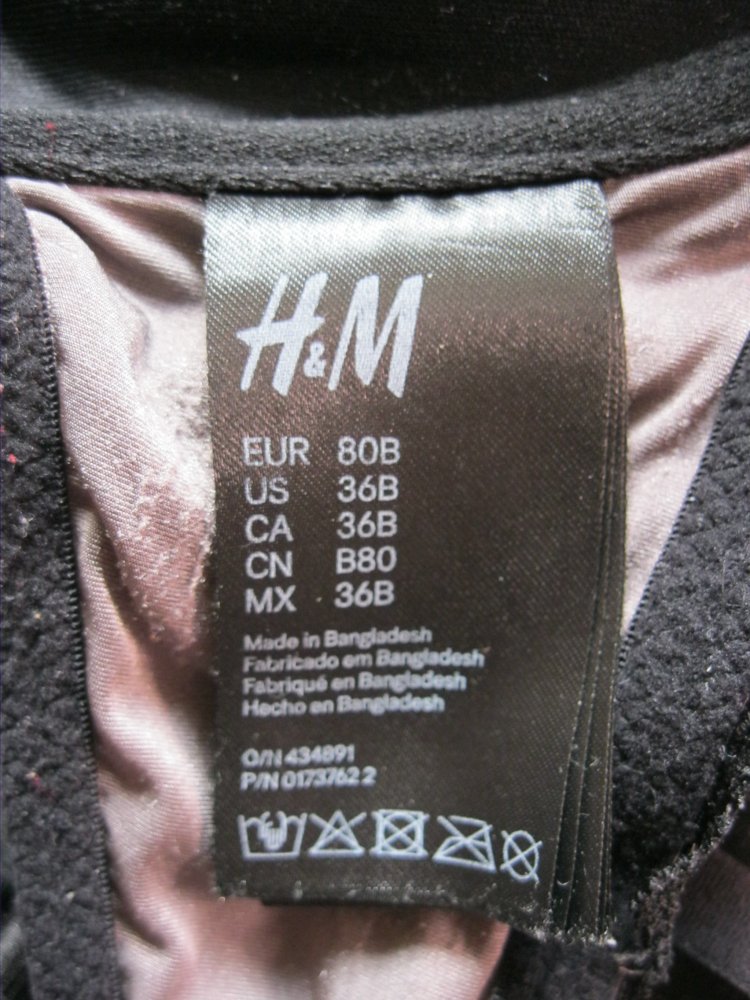 H&M
EUR 80B
US 36B
CA 36B
CN B80
MX 36B
Made in Bangladesh
Fabricado em Bangladesh
Fabriqué en Bangladesh
Hecho en Bangladesh
O/N 434891
P/N 0173762 2